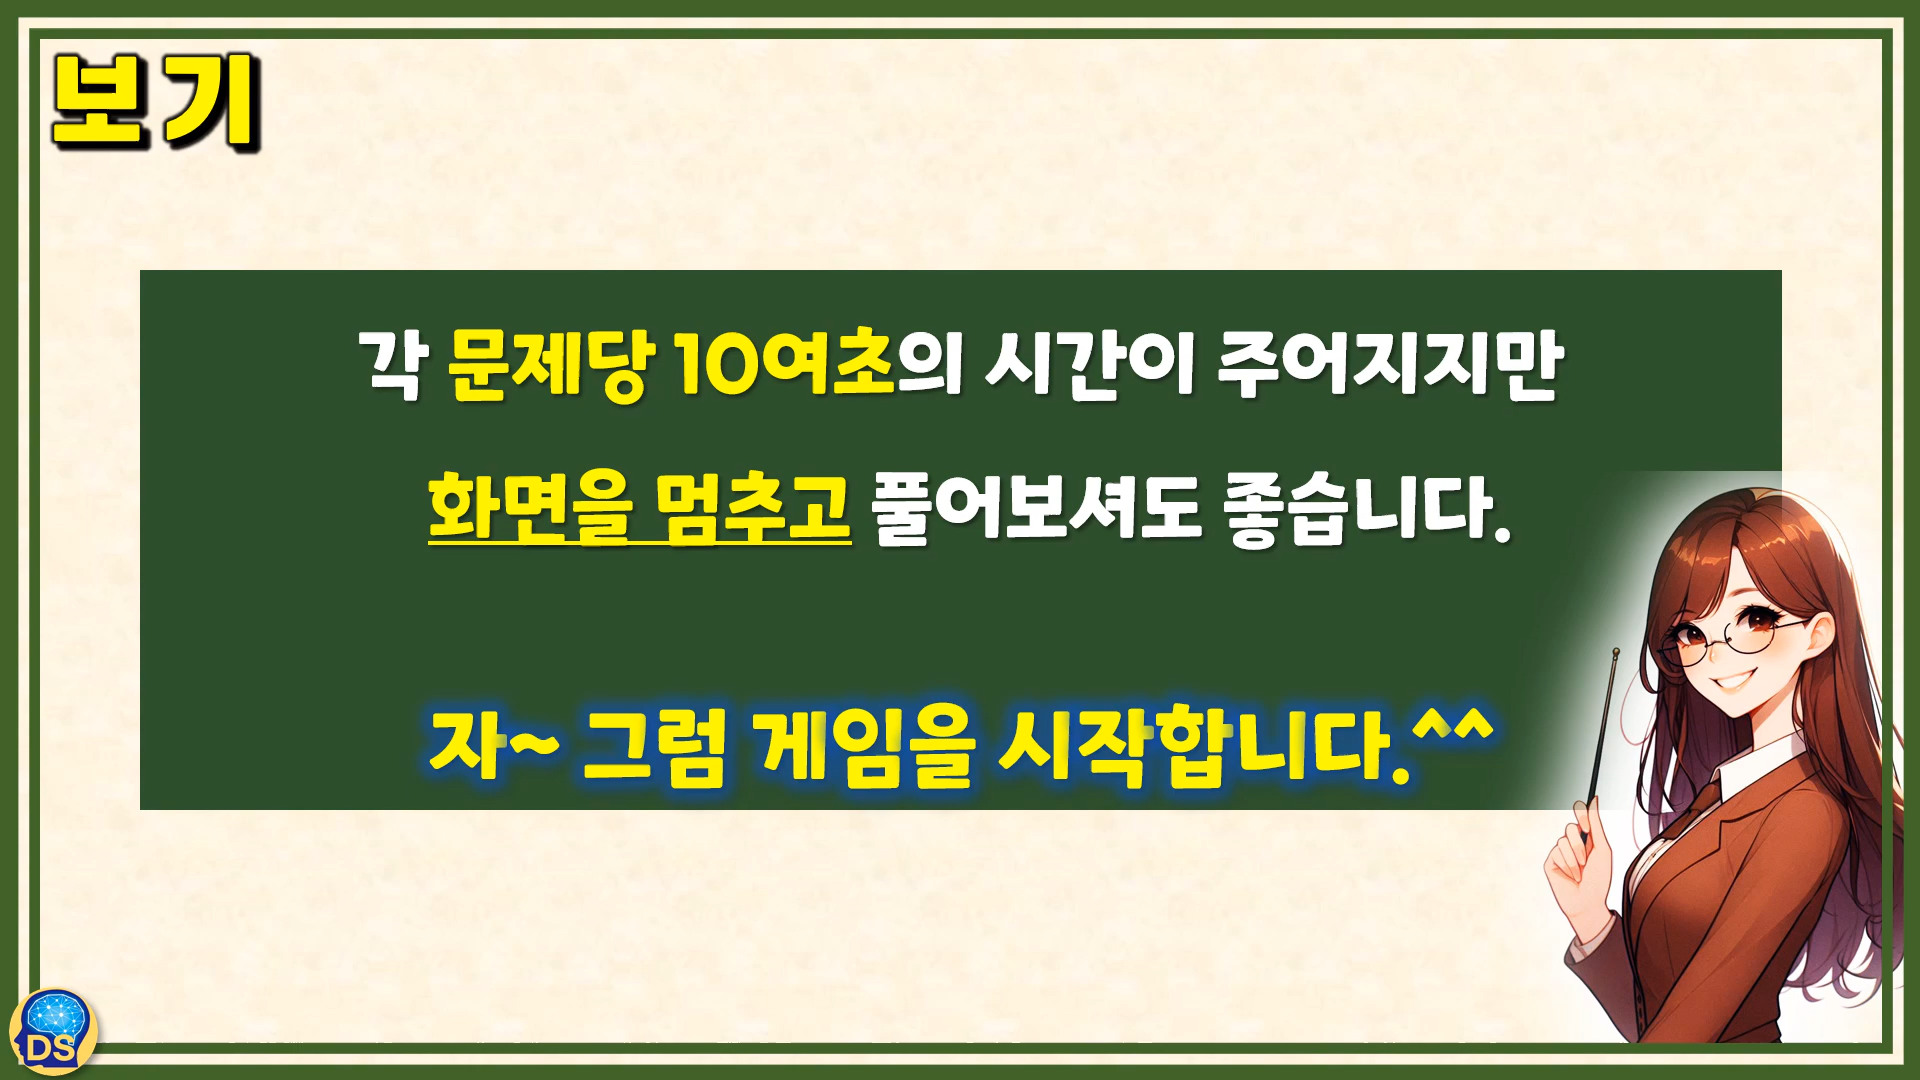 보기
각 문제당 10여초의 시간이 주어지지만
화면을 멈추고 풀어보셔도 좋습니다.
자~ 그럼 게임을 시작합니다.^^
DS